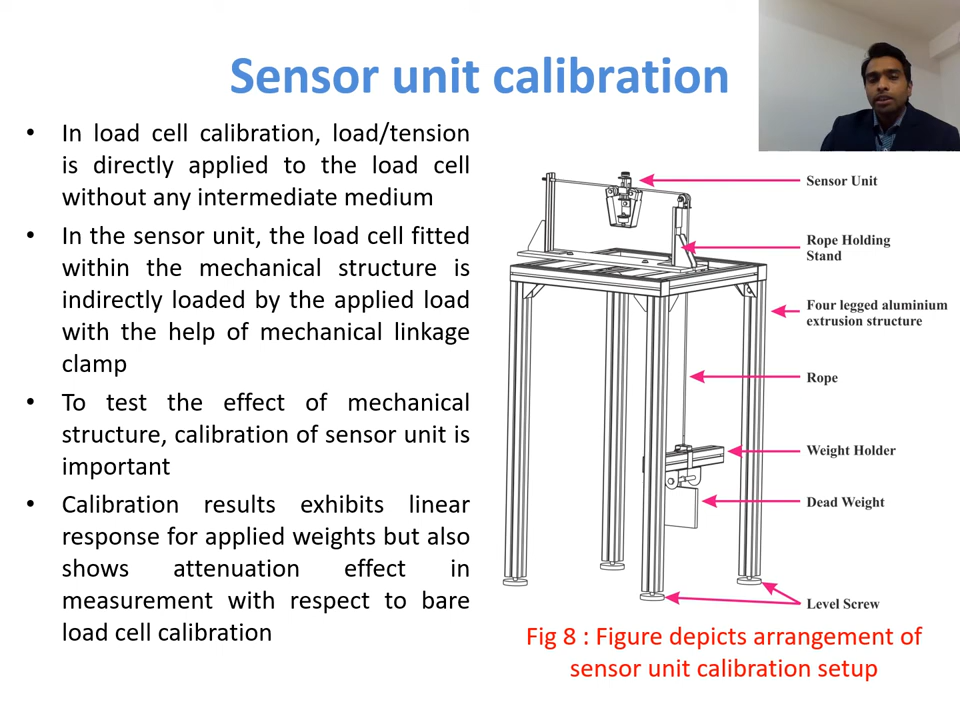 Sensor unit calibration
• In load cell calibration, load/tension
is directly applied to the load cell
without any intermediate medium
• In the sensor unit, the load cell fitted
within the mechanical structure is
indirectly loaded by the applied load
with the help of mechanical linkage
clamp
• To test the effect of mechanical
structure, calibration of sensor unit is
important
• Calibration results exhibits linear
response for applied weights but also
shows attenuation effect in
measurement with respect to bare
load cell calibration
Sensor Unit
Rope Holding
Stand
Four legged aluminium
extrusion structure
Rope
Weight Holder
Dead Weight
Level Screw
Fig 8 : Figure depicts arrangement of
sensor unit calibration setup